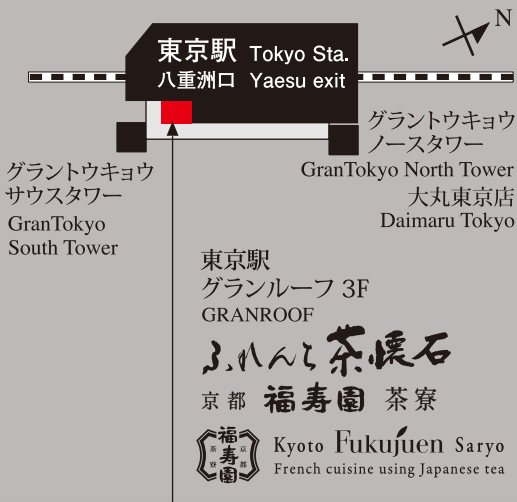 N
東京駅 Tokyo Sta.
八重洲口 Yaesu exit
グラントウキョウ
サウスタワー
GranTokyo
South Tower
グラントウキョウ
ノースタワー
GranTokyo North Tower
大丸東京店
Daimaru Tokyo
東京駅
グランルーフ 3F
GRANROOF
ふれんち茶懐石
京都 福寿園 茶寮
京都
福寿園
茶寮
Kyoto Fukujuen Saryo
French cuisine using Japanese tea